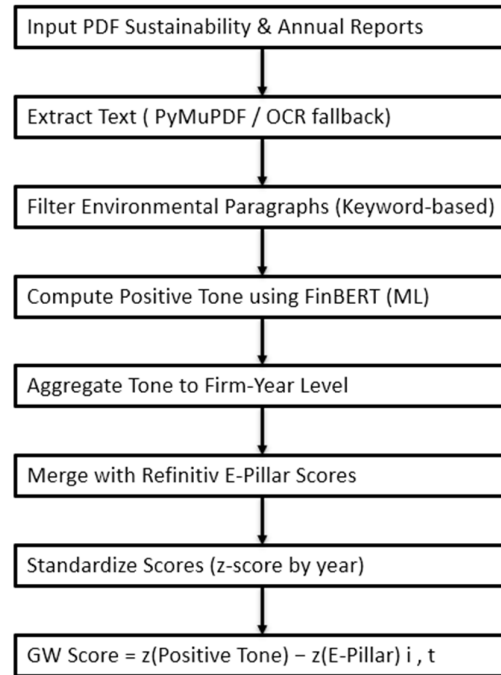 Input PDF Sustainability & Annual Reports
Extract Text ( PyMuPDF / OCR fallback)
Filter Environmental Paragraphs (Keyword-based)
Compute Positive Tone using FinBERT (ML)
Aggregate Tone to Firm-Year Level
Merge with Refinitiv E-Pillar Scores
Standardize Scores (z-score by year)
GW Score = z(Positive Tone) − z(E-Pillar) i , t